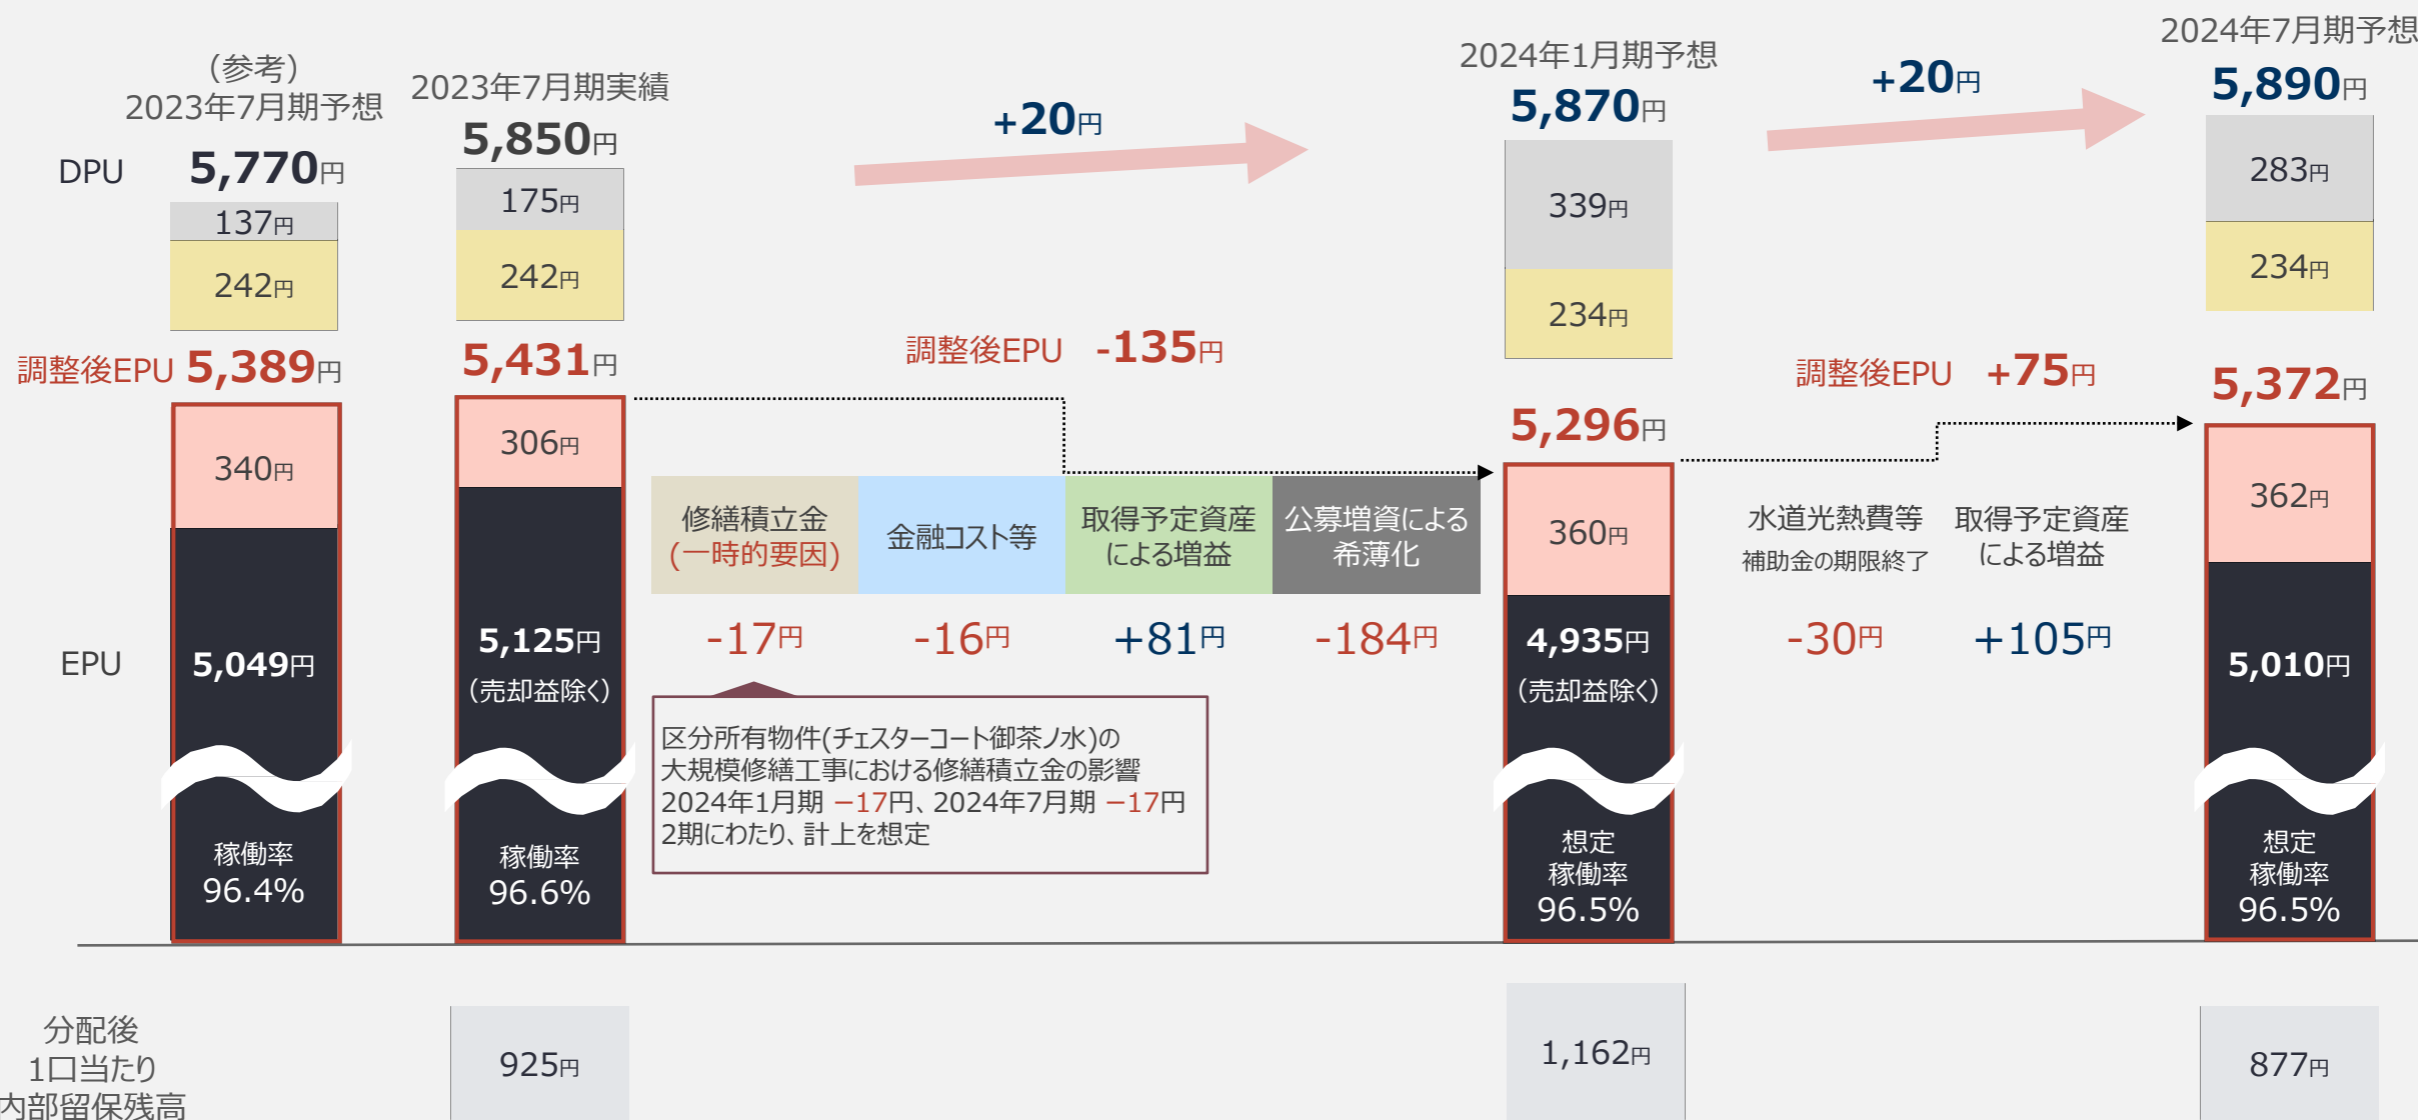 （参考）
2023年7月期予想
DPU
5,770円
137円
242円
調整後EPU 5,389円
340円
EPU
5,049円
稼働率
96.4%
2023年7月期実績
5,850円
175円
242円
5,431円
306円
5,125円
（売却益除く）
稼働率
96.6%
+20円
調整後EPU -135円
修繕積立金
(一時的要因)
-17円
金融コスト等
-16円
取得予定資産
による増益
+81円
公募増資による
希薄化
-184円
区分所有物件(チェスターコート御茶ノ水)の
大規模修繕工事における修繕積立金の影響
2024年1月期 －17円、2024年7月期 －17円
2期にわたり、計上を想定
2024年1月期予想
5,870円
339円
234円
5,296円
360円
4,935円
（売却益除く）
想定
稼働率
96.5%
+20円
調整後EPU +75円
水道光熱費等
補助金の期限終了
-30円
取得予定資産
による増益
+105円
2024年7月期予想
5,890円
283円
234円
5,372円
362円
5,010円
想定
稼働率
96.5%
分配後
1口当たり
内部留保残高
925円
1,162円
877円